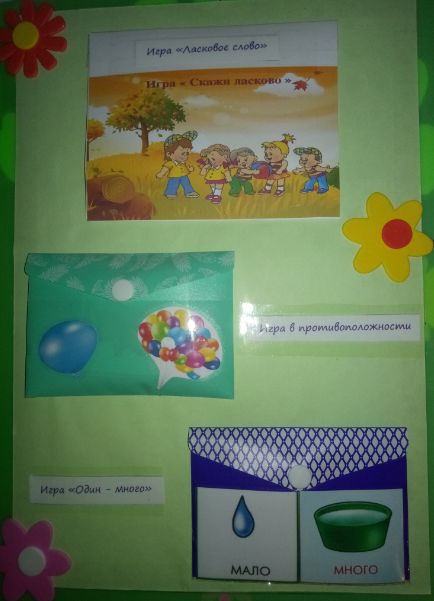 Игра «Ласковое слово»
Игра « Скажи ласково »
Игра в противоположности
Игра «Один - много»
МАЛО
МНОГО